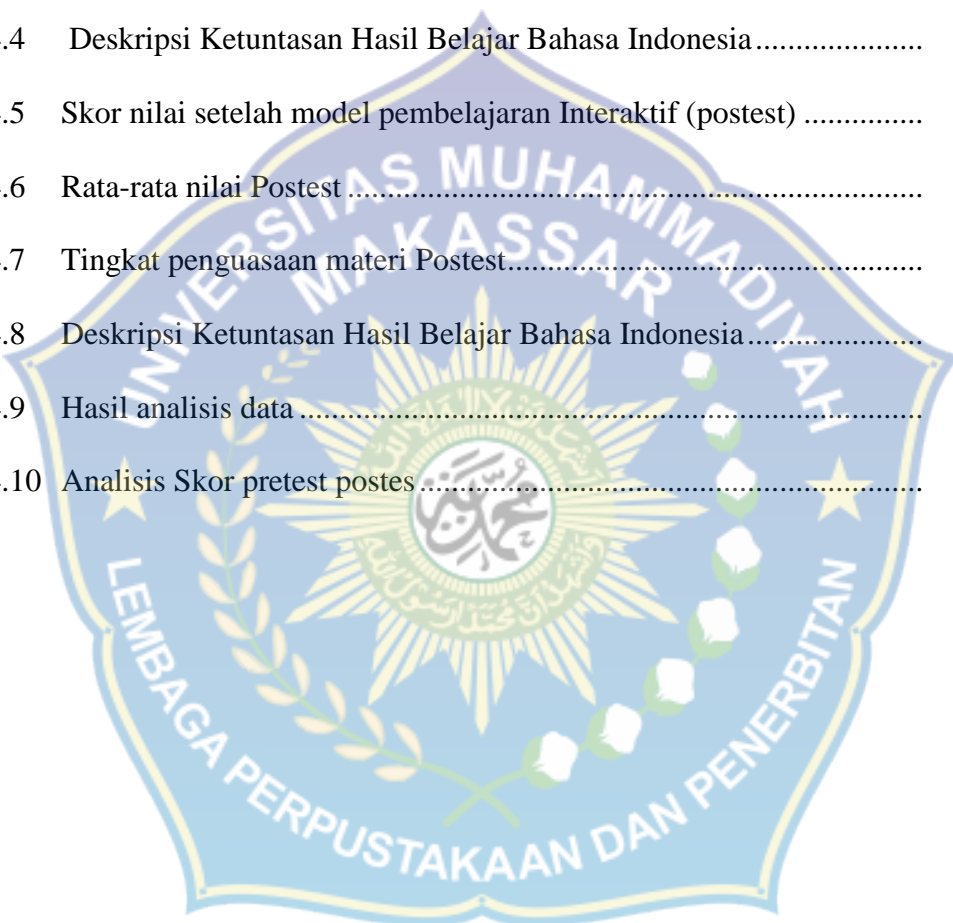 .4 Deskripsi Ketuntasan Hasil Belajar Bahasa Indonesia.....................
.5 Skor nilai setelah model pembelajaran Interaktif (postest) ...............
.6 Rata-rata nilai Postest ........................................................................
.7 Tingkat penguasaan materi Postest....................................................
.8 Deskripsi Ketuntasan Hasil Belajar Bahasa Indonesia......................
.9 Hasil analisis data ..............................................................................
.10 Analisis Skor pretest postes ...............................................................
UNIVERSITAS MUHAMMADIYAH
MAKASSAR
LEMBAGA PERPUSTAKAAN DAN PENERBITAN
محمدية